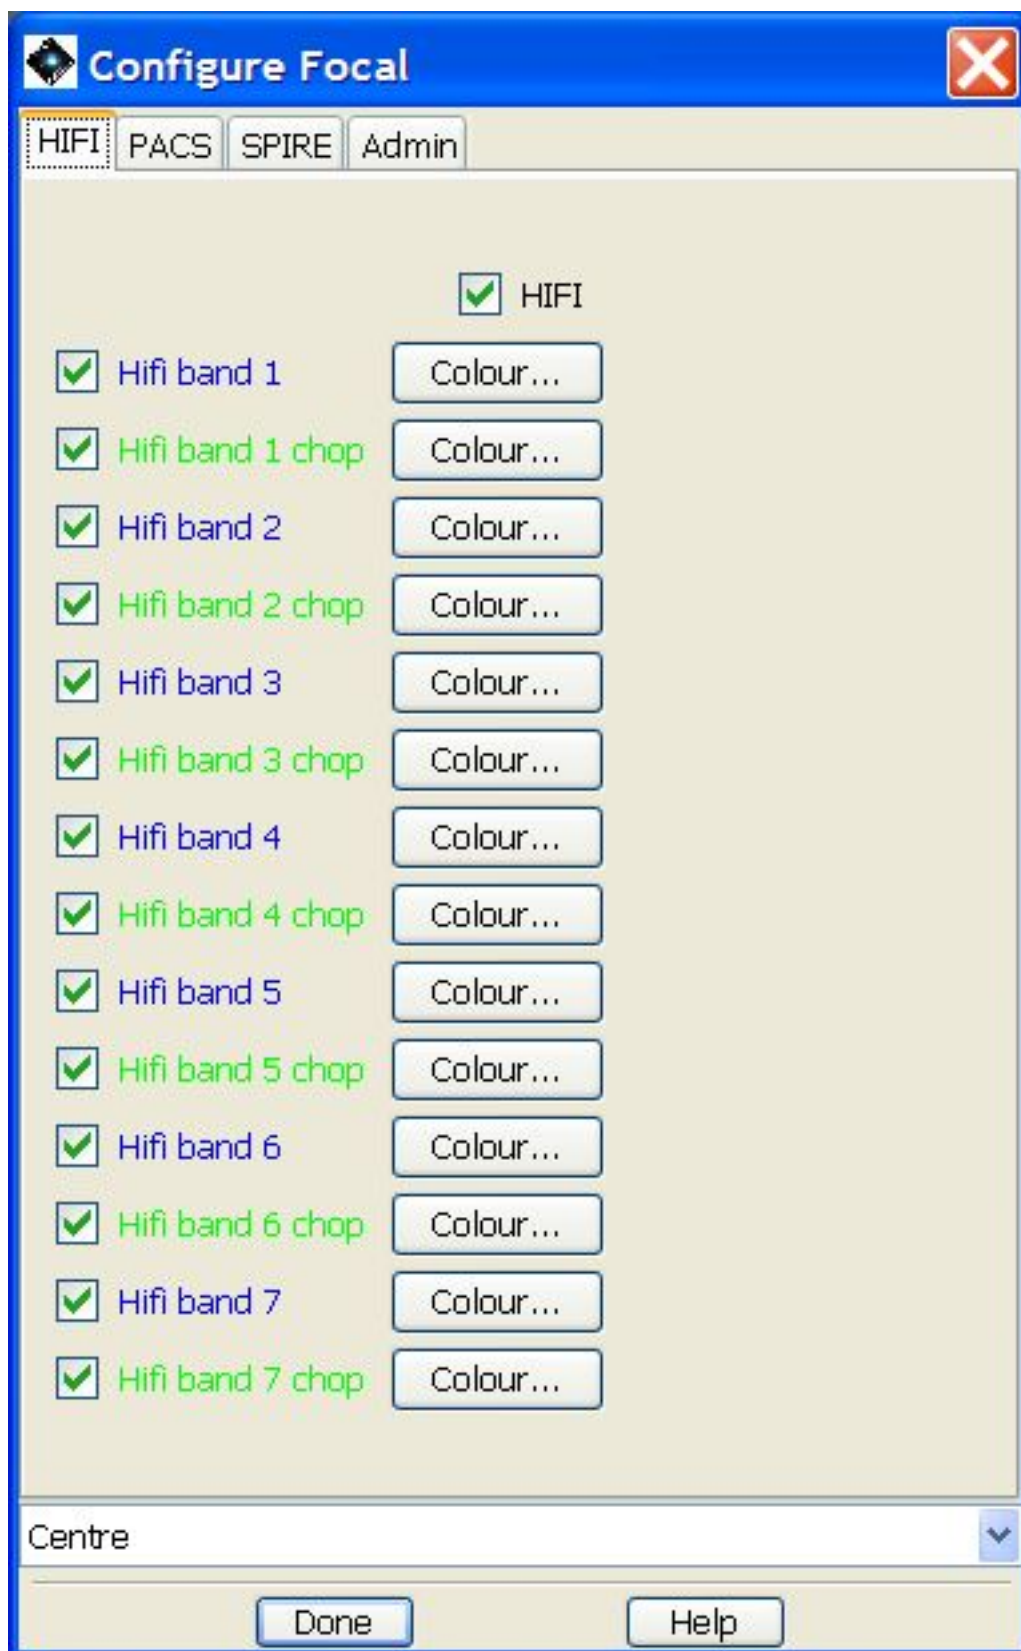 Configure Focal
HIFI PACS SPIRE Admin
HIFI
Hifi band 1 Colour...
Hifi band 1 chop Colour...
Hifi band 2 Colour...
Hifi band 2 chop Colour...
Hifi band 3 Colour...
Hifi band 3 chop Colour...
Hifi band 4 Colour...
Hifi band 4 chop Colour...
Hifi band 5 Colour...
Hifi band 5 chop Colour...
Hifi band 6 Colour...
Hifi band 6 chop Colour...
Hifi band 7 Colour...
Hifi band 7 chop Colour...
Centre
Done Help